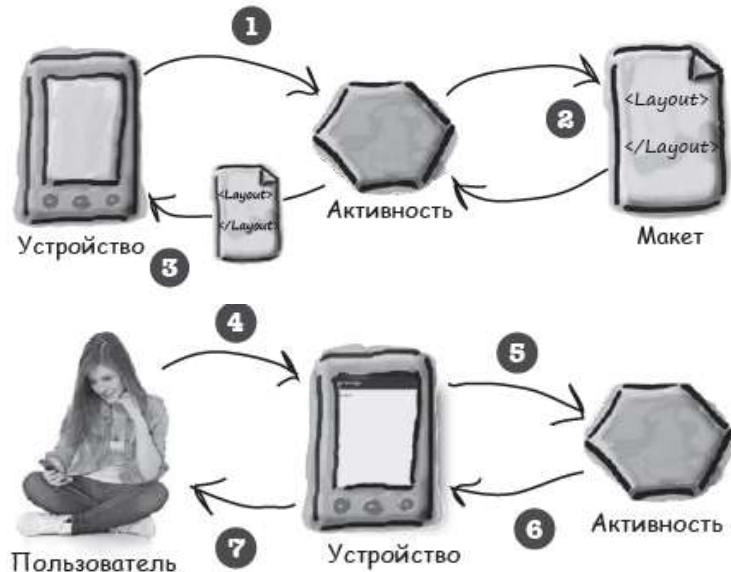 1
2
<Layout>
</Layout>
<Layout>
</Layout>
Активность
Устройство
Макет
3
4
5
6
Активность
7
Устройство
Пользователь